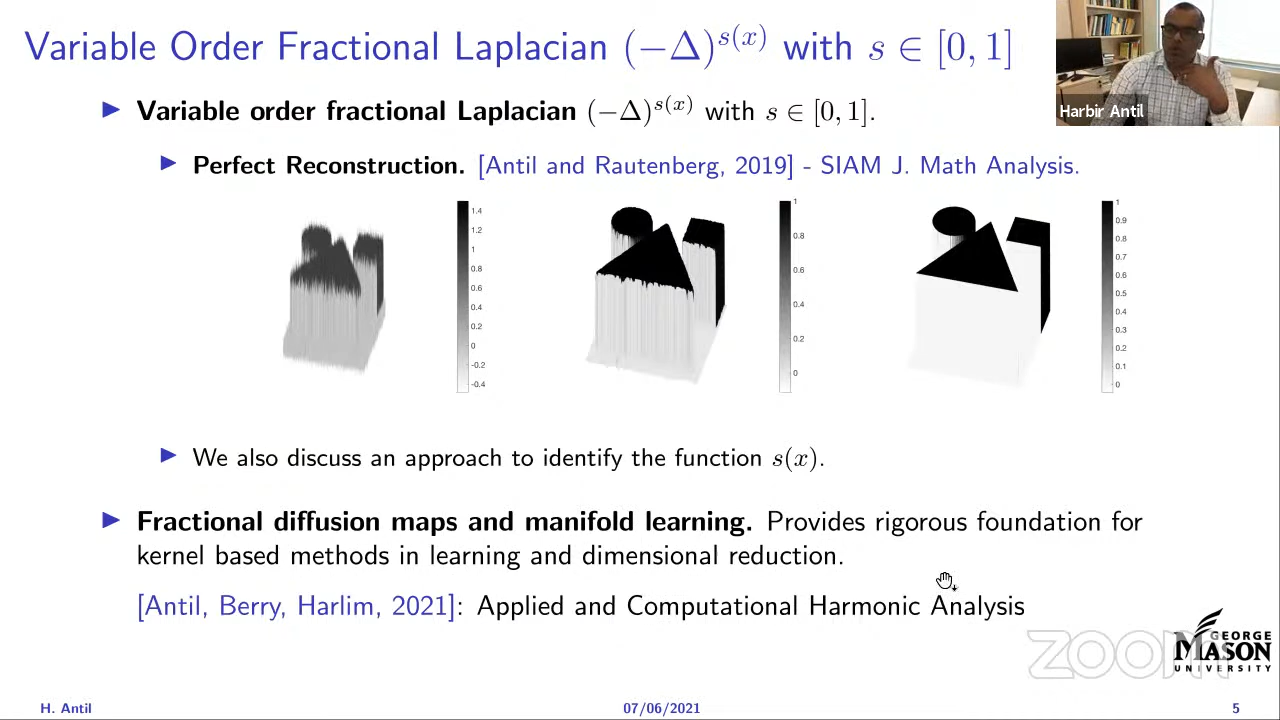 Variable Order Fractional Laplacian (−Δ)^{s(x)} with s ∈ [0, 1]
Harbir Antil
▶ Variable order fractional Laplacian (−Δ)^{s(x)} with s ∈ [0, 1].
▶ Perfect Reconstruction. [Antil and Rautenberg, 2019] - SIAM J. Math Analysis.
1.4
1.2
1
0.8
0.6
0.4
0.2
0
-0.2
-0.4
1
0.8
0.6
0.4
0.2
0
1
0.9
0.8
0.7
0.6
0.5
0.4
0.3
0.2
0.1
0
▶ We also discuss an approach to identify the function s(x).
▶ Fractional diffusion maps and manifold learning. Provides rigorous foundation for
kernel based methods in learning and dimensional reduction.
[Antil, Berry, Harlim, 2021]: Applied and Computational Harmonic Analysis
ZOOM
GEORGE
MASON
UNIVERSITY
H. Antil
07/06/2021
5